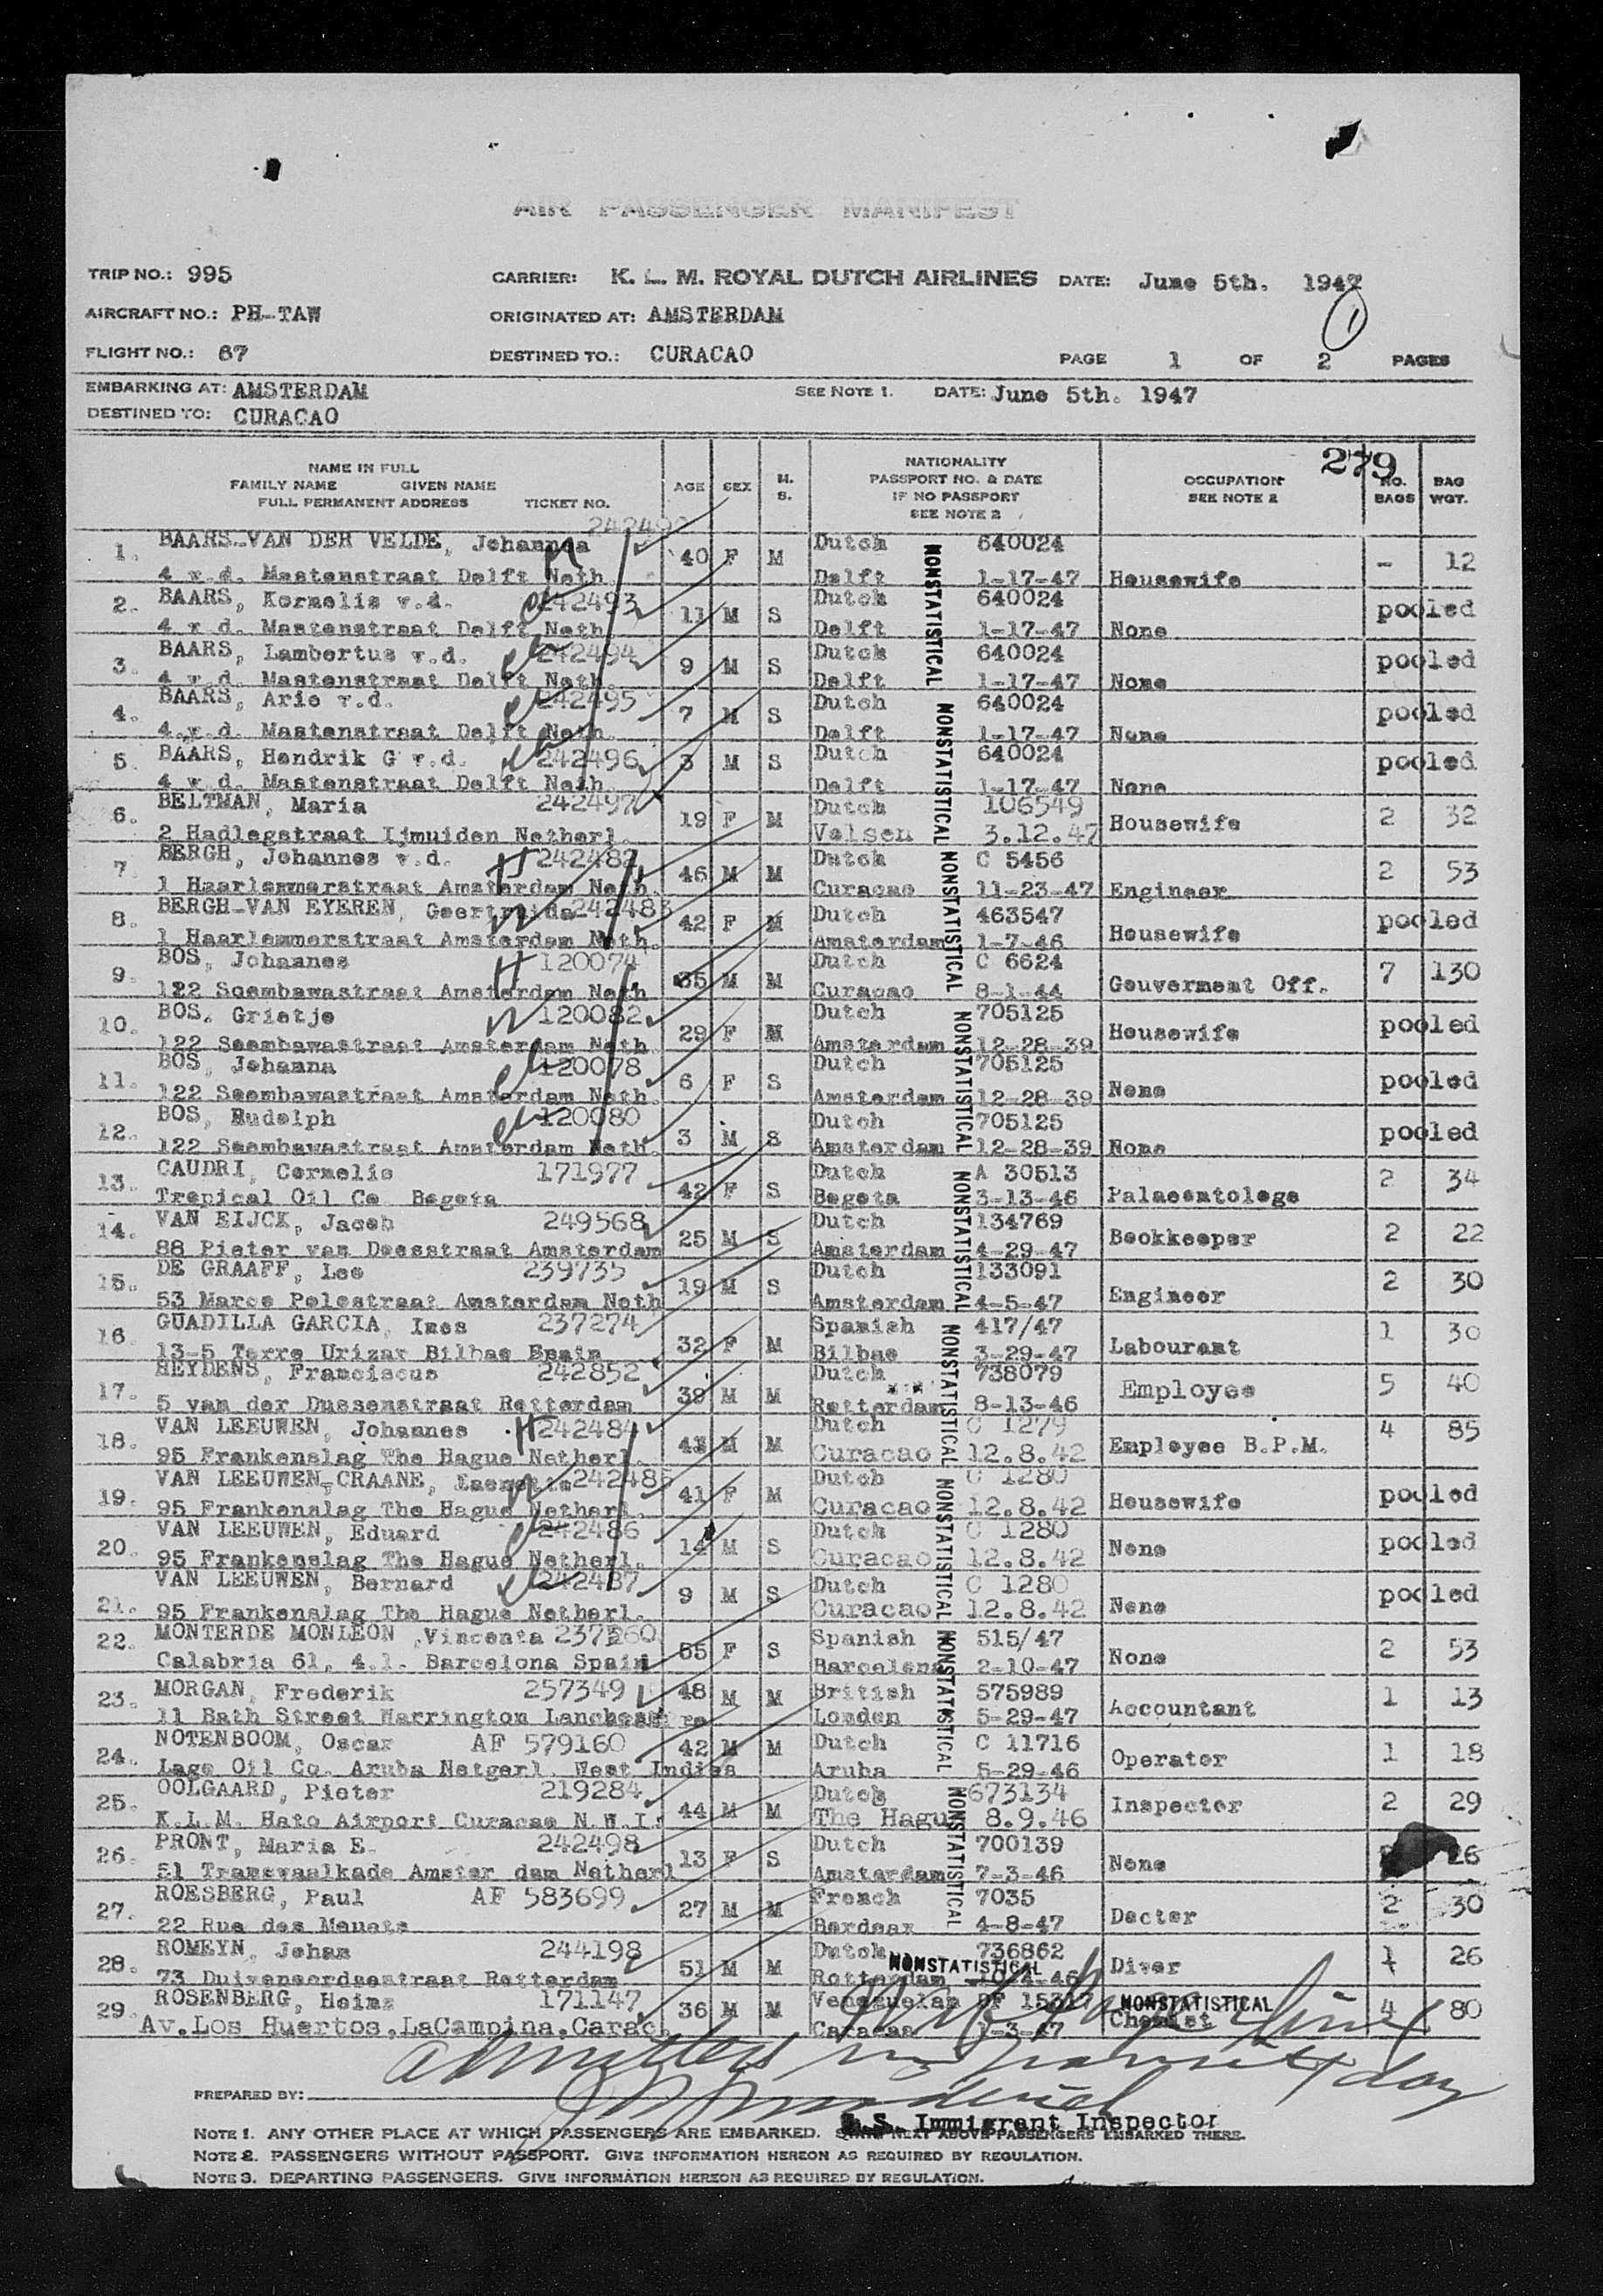 AIR PASSENGER MANIFEST
TRIP NO.: 995 CARRIER: K. L. M. ROYAL DUTCH AIRLINES DATE: June 5th. 1947
AIRCRAFT NO.: PH-TAW ORIGINATED AT: AMSTERDAM 1
FLIGHT NO.: 67 DESTINED TO.: CURACAO PAGE 1 OF 2 PAGES
EMBARKING AT: AMSTERDAM SEE NOTE 1. DATE: June 5th. 1947
DESTINED TO: CURACAO
279
NAME IN FULL
FAMILY NAME GIVEN NAME
FULL PERMANENT ADDRESS TICKET NO.
AGE SEX M. S.
NATIONALITY
PASSPORT NO. & DATE
IF NO PASSPORT
SEE NOTE 2
OCCUPATION
SEE NOTE 2
NO. BAGS BAG WGT.
1. BAARS-VAN DER VELDE, Johannea 40 F M Dutch 640024 - 12
4 v.d. Mastenstraat Delft Neth. Delft 1-17-47 Housewife
2. BAARS, Kornelis v.d. 242493 11 M S Dutch 640024 pooled
4 v d. Mastenstraat Delft Neth. Delft 1-17-47 None
3. BAARS, Lambertus v.d. 242494 9 M S Dutch 640024 pooled
4 v.d. Mastenstraat Delft Neth. Delft 1-17-47 None
4. BAARS, Arie v.d. 242495 7 M S Dutch 640024 pooled
4.v.d. Mastenstraat Delft Neth. Delft 1-17-47 None
5. BAARS, Hendrik G v.d. 242496 3 M S Dutch 640024 pooled
4 v.d. Mastenstraat Delft Neth. Delft 1-17-47 None
6. BELTMAN, Maria 242497 19 F M Dutch 106549 Housewife 2 32
2 Hadlegstraat Ijmuiden Netherl. Velsen 3.12.47
7. BERGH, Johannes v.d. H 242482 46 M M Dutch C 5456 2 53
1 Haarlemmerstraat Amsterdam Neth. Curacao 11-23-47 Engineer
8. BERGH-VAN EYEREN, Geertruida 242483 42 F M Dutch 463547 pooled
1 Haarlemmerstraat Amsterdam Neth. Amsterdam 1-7-46 Housewife
9. BOS, Johannes H 120074 35 M M Dutch C 6624 7 130
122 Soembawastraat Amsterdam Neth Curacao 8-1-44 Gouverment Off.
10. BOS. Grietje 120082 29 F M Dutch 705125 pooled
122 Soembawastraat Amsterdam Neth Amsterdam 12-28-39 Housewife
11. BOS, Johanna 120078 6 F S Dutch 705125 pooled
122 Soembawastraat Amsterdam Neth. Amsterdam 12-28-39 None
12. BOS, Rudolph 120080 3 M S Dutch 705125 pooled
122 Soembawastraat Amsterdam Neth Amsterdam 12-28-39 None
13. CAUDRI, Cornelis 171977 42 F S Dutch A 30513 2 34
Tropical Oil Co Bogota Bogota 3-13-46 Palaeontologe
14. VAN EIJCK, Jacob 249568 25 M S Dutch 134769 2 22
88 Pieter van Doesstraat Amsterdam Amsterdam 4-29-47 Bookkeeper
15. DE GRAAFF, Leo 239735 19 M S Dutch 133091 2 30
53 Marco Polostraat Amsterdam Neth Amsterdam 4-5-47 Engineer
16. GUADILLA GARCIA, Ines 237274 32 F M Spanish 417/47 1 30
13-5 Torre Urizar Bilbao Spain Bilbao 3-29-47 Labourant
17. HEYDENS, Franciscus 242852 39 M M Dutch 738079 Employee 5 40
5 van der Dussenstraat Rotterdam Rotterdam 8-13-46
18. VAN LEEUWEN, Johannes H 242484 43 M M Dutch C 1279 4 85
95 Frankenslag The Hague Netherl. Curacao 12.8.42 Employee B.P.M.
19. VAN LEEUWEN-CRAANE, 242485 41 F M Dutch C 1280 pooled
95 Frankenslag The Hague Netherl. Curacao 12.8.42 Housewife
20. VAN LEEUWEN, Eduard 242486 14 M S Dutch C 1280 pooled
95 Frankenslag The Hague Netherl. Curacao 12.8.42 None
21. VAN LEEUWEN, Bernard 242487 9 M S Dutch C 1280 pooled
95 Frankenslag The Hague Netherl. Curacao 12.8.42 None
22. MONTERDE MONLEON ,Vincenta 55 F S Spanish 515/47 2 53
Calabria 61, 4.1. Barcelona Spain Barcelona 2-10-47 None
23. MORGAN, Frederik 257349 48 M M British 575989 1 13
11 Bath Street Warrington London 5-29-47 Accountant
24. NOTENBOOM, Oscar AF 579160 42 M M Dutch C 11716 1 18
Lago Oil Co. Aruba Netgerl. West Indies Aruba 5-29-46 Operator
25. OOLGAARD, Pieter 219284 44 M M Dutch 673134 2 29
K.L.M. Hato Airport Curacao N.W.I. The Hague 8.9.46 Inspector
26. PRONT, Maria E. 242498 13 F S Dutch 700139 26
51 Transvaalkade Amster dam Netherl Amsterdam 7-3-46 None
27. ROESBERG, Paul AF 583699 27 M M French 7035 2 30
22 Rue des Menuts Bordeax 4-8-47 Docter
28. ROMEYN, Johan 244198 51 M M Dutch 736862 1 26
73 Duivenoordsestraat Rotterdam Rotterdam Diver
29. ROSENBERG, Heinz 171147 36 M M Venezuelan 4 80
Av.Los Huertos.LaCampina.Carac. Caracas 1-3-47 Chemist
NONSTATISTICAL
NONSTATISTICAL
NONSTATISTICAL
NONSTATISTICAL
NONSTATISTICAL
NONSTATISTICAL
NONSTATISTICAL
NONSTATISTICAL
NONSTATISTICAL
NONSTATISTICAL
NONSTATISTICAL
admitted in transit day
PREPARED BY:
U.S. Immigrant Inspector
NOTE 1. ANY OTHER PLACE AT WHICH PASSENGERS ARE EMBARKED. SHOW NEXT ABOVE PASSENGERS EMBARKED THERE.
NOTE 2. PASSENGERS WITHOUT PASSPORT. GIVE INFORMATION HEREON AS REQUIRED BY REGULATION.
NOTE 3. DEPARTING PASSENGERS. GIVE INFORMATION HEREON AS REQUIRED BY REGULATION.